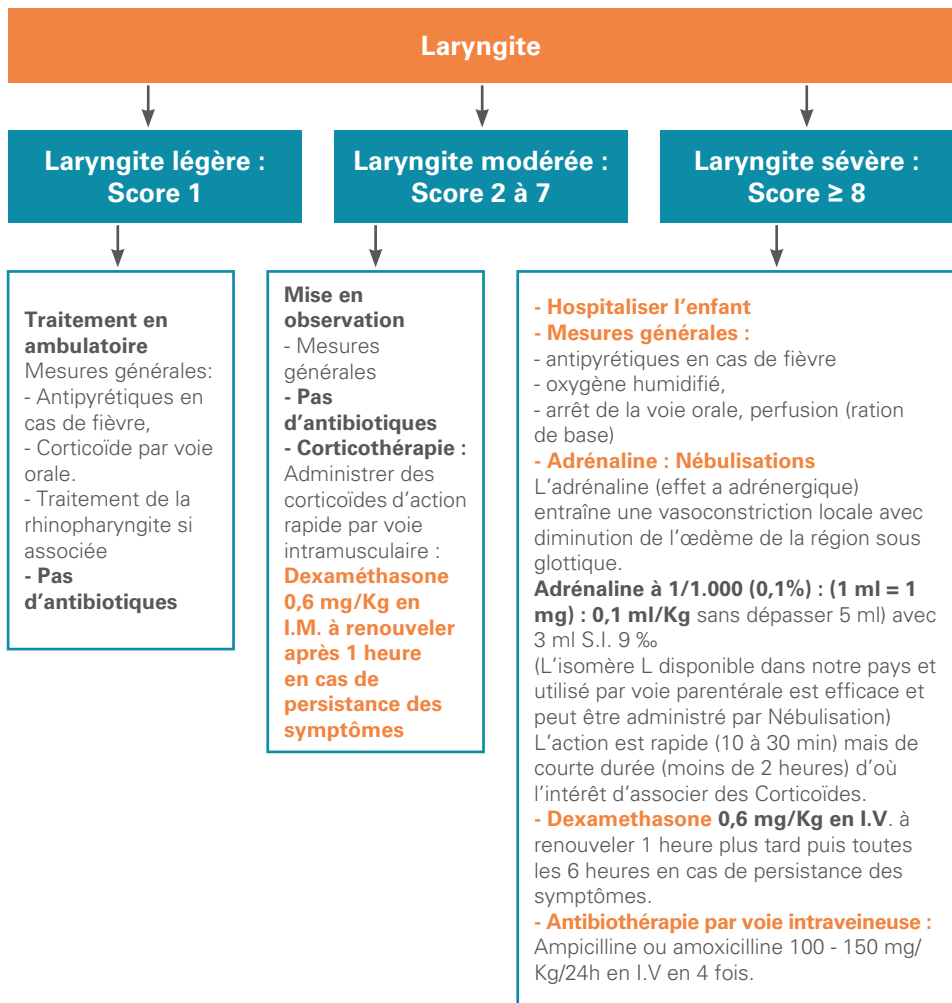 Laryngite
Laryngite légère :
Score 1
Laryngite modérée :
Score 2 à 7
Laryngite sévère :
Score ≥ 8
Traitement en
ambulatoire
Mesures générales:
- Antipyrétiques en
cas de fièvre,
- Corticoïde par voie
orale.
- Traitement de la
rhinopharyngite si
associée
- Pas
d’antibiotiques
Mise en
observation
- Mesures
générales
- Pas
d’antibiotiques
- Corticothérapie :
Administrer des
corticoïdes d’action
rapide par voie
intramusculaire :
Dexaméthasone
0,6 mg/Kg en
I.M. à renouveler
après 1 heure
en cas de
persistance des
symptômes
- Hospitaliser l’enfant
- Mesures générales :
- antipyrétiques en cas de fièvre
- oxygène humidifié,
- arrêt de la voie orale, perfusion (ration
de base)
- Adrénaline : Nébulisations
L’adrénaline (effet a adrénergique)
entraîne une vasoconstriction locale avec
diminution de l’œdème de la région sous
glottique.
Adrénaline à 1/1.000 (0,1%) : (1 ml = 1
mg) : 0,1 ml/Kg sans dépasser 5 ml) avec
3 ml S.I. 9 ‰
(L’isomère L disponible dans notre pays et
utilisé par voie parentérale est efficace et
peut être administré par Nébulisation)
L’action est rapide (10 à 30 min) mais de
courte durée (moins de 2 heures) d’où
l’intérêt d’associer des Corticoïdes.
- Dexamethasone 0,6 mg/Kg en I.V. à
renouveler 1 heure plus tard puis toutes
les 6 heures en cas de persistance des
symptômes.
- Antibiothérapie par voie intraveineuse :
Ampicilline ou amoxicilline 100 - 150 mg/
Kg/24h en I.V en 4 fois.